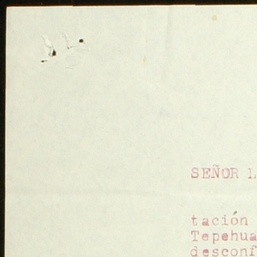 SEÑOR L
tación
Tepehua
desconf